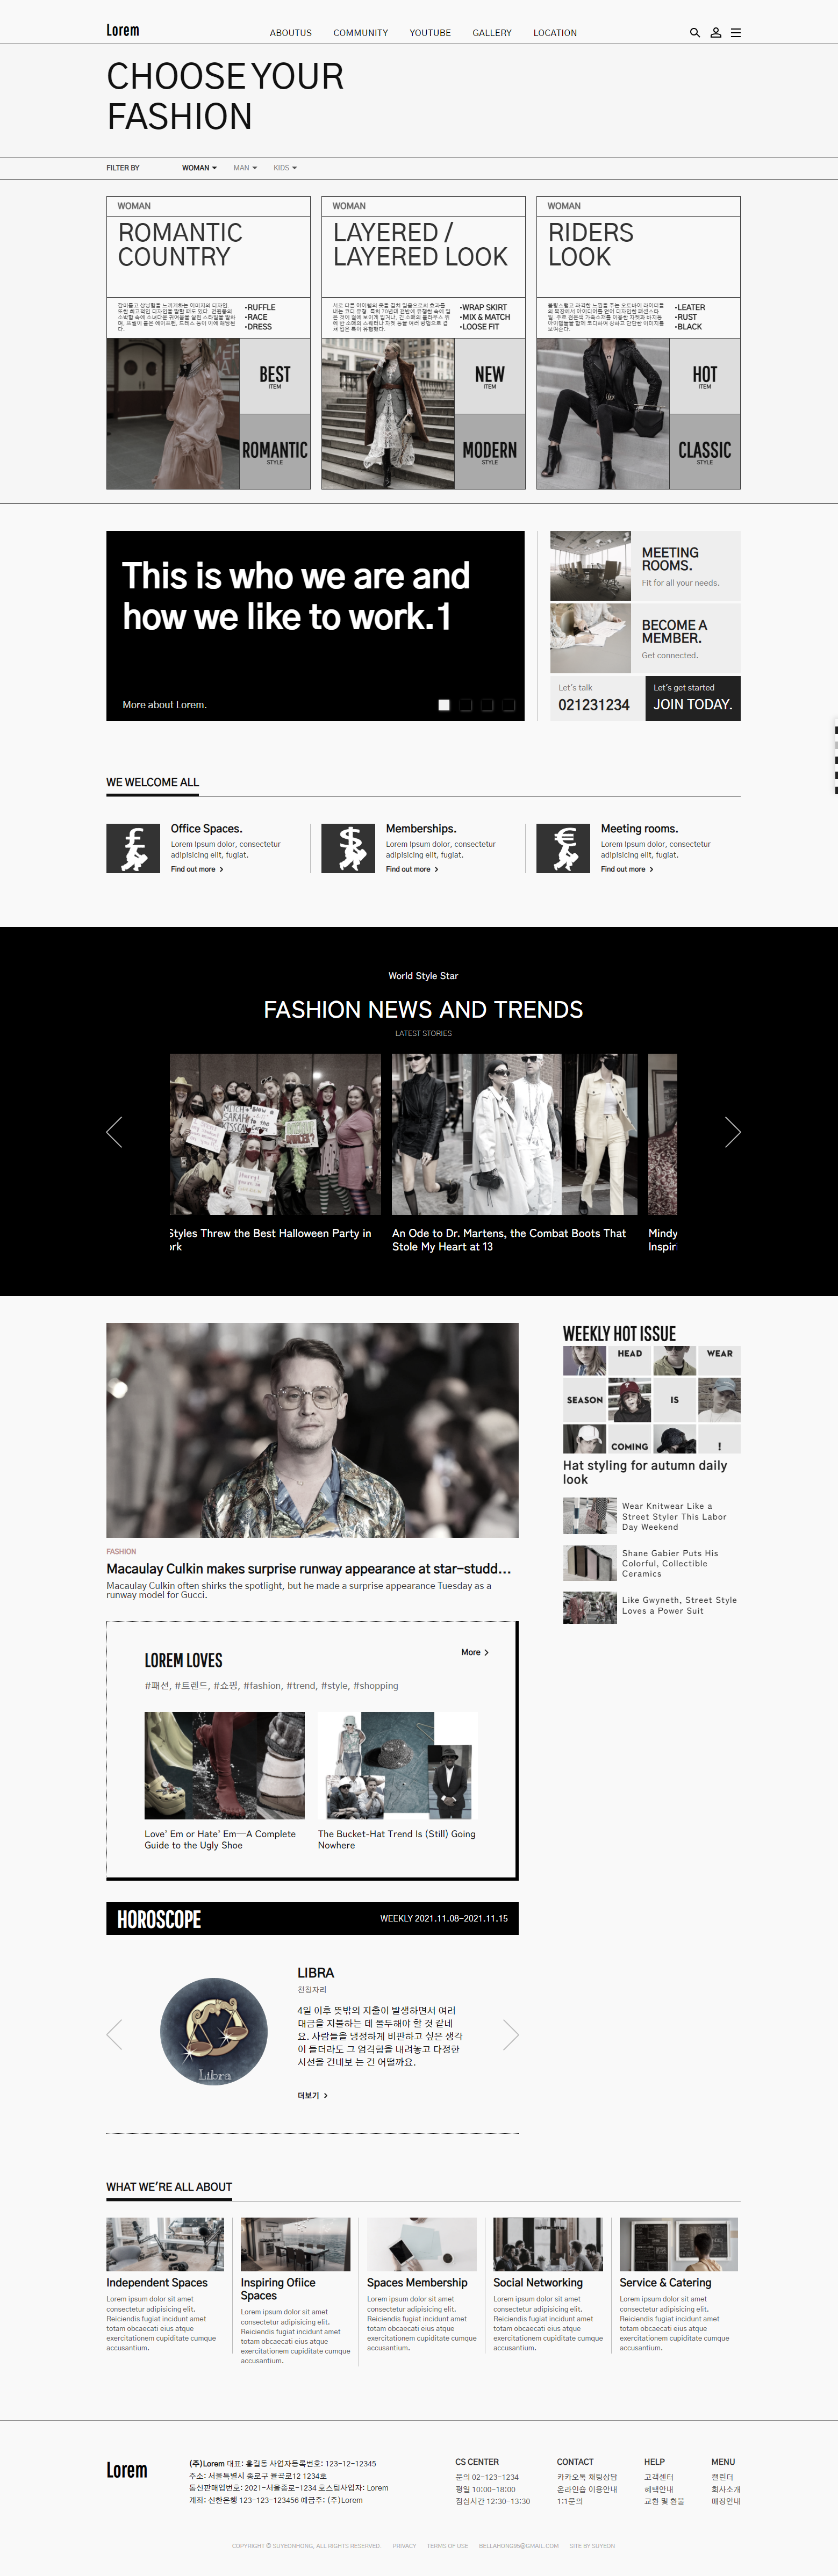 Lorem
ABOUTUS COMMUNITY YOUTUBE GALLERY LOCATION
CHOOSE YOUR
FASHION
FILTER BY WOMAN MAN KIDS
WOMAN
ROMANTIC
COUNTRY
•RUFFLE
•RACE
•DRESS
BEST
ITEM
ROMANTIC
STYLE
WOMAN
LAYERED /
LAYERED LOOK
•WRAP SKIRT
•MIX & MATCH
•LOOSE FIT
NEW
ITEM
MODERN
STYLE
WOMAN
RIDERS
LOOK
•LEATER
•RUST
•BLACK
HOT
ITEM
CLASSIC
STYLE
This is who we are and
how we like to work.1
More about Lorem.
MEETING
ROOMS.
Fit for all your needs.
BECOME A
MEMBER.
Get connected.
Let's talk
021231234
Let's get started
JOIN TODAY.
WE WELCOME ALL
Office Spaces.
Lorem ipsum dolor, consectetur
adipisicing elit, fugiat.
Find out more
Memberships.
Lorem ipsum dolor, consectetur
adipisicing elit, fugiat.
Find out more
Meeting rooms.
Lorem ipsum dolor, consectetur
adipisicing elit, fugiat.
Find out more
World Style Star
FASHION NEWS AND TRENDS
LATEST STORIES
Styles Threw the Best Halloween Party in
ork
An Ode to Dr. Martens, the Combat Boots That
Stole My Heart at 13
Mindy
Inspiri
FASHION
Macaulay Culkin makes surprise runway appearance at star-studd...
Macaulay Culkin often shirks the spotlight, but he made a surprise appearance Tuesday as a
runway model for Gucci.
WEEKLY HOT ISSUE
HEAD WEAR
SEASON IS
COMING !
Hat styling for autumn daily
look
Wear Knitwear Like a
Street Styler This Labor
Day Weekend
Shane Gabier Puts His
Colorful, Collectible
Ceramics
Like Gwyneth, Street Style
Loves a Power Suit
LOREM LOVES
More
#패션, #트렌드, #쇼핑, #fashion, #trend, #style, #shopping
Love' Em or Hate' Em—A Complete
Guide to the Ugly Shoe
The Bucket-Hat Trend Is (Still) Going
Nowhere
HOROSCOPE
WEEKLY 2021.11.08-2021.11.15
Libra
LIBRA
천칭자리
4일 이후 뜻밖의 지출이 발생하면서 여러
대금을 지불하는 데 몰두해야 할 것 같네
요. 사람들을 냉정하게 비판하고 싶은 생각
이 들더라도 그 엄격함을 내려놓고 다정한
시선을 건네보 는 건 어떨까요.
더보기
WHAT WE'RE ALL ABOUT
Independent Spaces
Lorem ipsum dolor sit amet
consectetur adipisicing elit.
Reiciendis fugiat incidunt amet
totam obcaecati eius atque
exercitationem cupiditate cumque
accusantium.
Inspiring Ofiice
Spaces
Lorem ipsum dolor sit amet
consectetur adipisicing elit.
Reiciendis fugiat incidunt amet
totam obcaecati eius atque
exercitationem cupiditate cumque
accusantium.
Spaces Membership
Lorem ipsum dolor sit amet
consectetur adipisicing elit.
Reiciendis fugiat incidunt amet
totam obcaecati eius atque
exercitationem cupiditate cumque
accusantium.
Social Networking
Lorem ipsum dolor sit amet
consectetur adipisicing elit.
Reiciendis fugiat incidunt amet
totam obcaecati eius atque
exercitationem cupiditate cumque
accusantium.
Service & Catering
Lorem ipsum dolor sit amet
consectetur adipisicing elit.
Reiciendis fugiat incidunt amet
totam obcaecati eius atque
exercitationem cupiditate cumque
accusantium.
Lorem
(주)Lorem 대표: 홍길동 사업자등록번호: 123-12-12345
주소: 서울특별시 종로구 율곡로12 1234호
통신판매업번호: 2021-서울종로-1234 호스팅사업자: Lorem
계좌: 신한은행 123-123-123456 예금주: (주)Lorem
CS CENTER
문의 02-123-1234
평일 10:00-18:00
점심시간 12:30-13:30
CONTACT
카카오톡 채팅상담
온라인숍 이용안내
1:1문의
HELP
고객센터
혜택안내
교환 및 환불
MENU
캘린더
회사소개
매장안내
COPYRIGHT © SUYEONHONG, ALL RIGHTS RESERVED. PRIVACY TERMS OF USE BELLAHONG95@GMAIL.COM SITE BY SUYEON